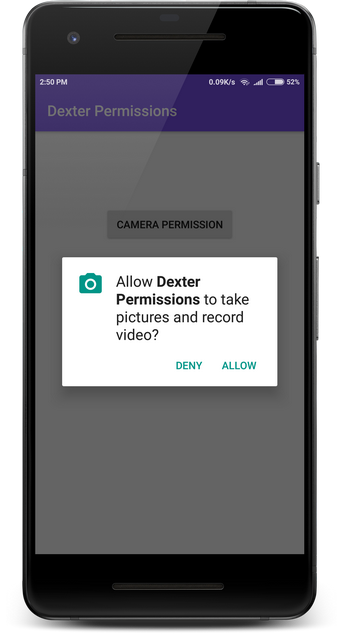 2:50 PM 0.09K/s 52%
Dexter Permissions
CAMERA PERMISSION
Allow Dexter
Permissions to take
pictures and record
video?
DENY ALLOW